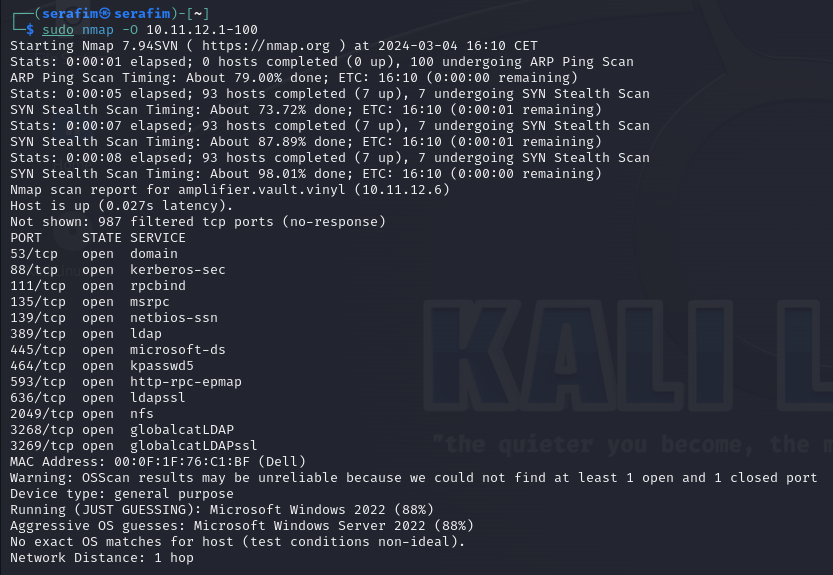 ┌──(serafim㉿serafim)-[~]
└─$ sudo nmap -O 10.11.12.1-100
Starting Nmap 7.94SVN ( https://nmap.org ) at 2024-03-04 16:10 CET
Stats: 0:00:01 elapsed; 0 hosts completed (0 up), 100 undergoing ARP Ping Scan
ARP Ping Scan Timing: About 79.00% done; ETC: 16:10 (0:00:00 remaining)
Stats: 0:00:05 elapsed; 93 hosts completed (7 up), 7 undergoing SYN Stealth Scan
SYN Stealth Scan Timing: About 73.72% done; ETC: 16:10 (0:00:01 remaining)
Stats: 0:00:07 elapsed; 93 hosts completed (7 up), 7 undergoing SYN Stealth Scan
SYN Stealth Scan Timing: About 87.89% done; ETC: 16:10 (0:00:01 remaining)
Stats: 0:00:08 elapsed; 93 hosts completed (7 up), 7 undergoing SYN Stealth Scan
SYN Stealth Scan Timing: About 98.01% done; ETC: 16:10 (0:00:00 remaining)
Nmap scan report for amplifier.vault.vinyl (10.11.12.6)
Host is up (0.027s latency).
Not shown: 987 filtered tcp ports (no-response)
PORT     STATE SERVICE
53/tcp   open  domain
88/tcp   open  kerberos-sec
111/tcp  open  rpcbind
135/tcp  open  msrpc
139/tcp  open  netbios-ssn
389/tcp  open  ldap
445/tcp  open  microsoft-ds
464/tcp  open  kpasswd5
593/tcp  open  http-rpc-epmap
636/tcp  open  ldapssl
2049/tcp open  nfs
3268/tcp open  globalcatLDAP
3269/tcp open  globalcatLDAPssl
MAC Address: 00:0F:1F:76:C1:BF (Dell)
Warning: OSScan results may be unreliable because we could not find at least 1 open and 1 closed port
Device type: general purpose
Running (JUST GUESSING): Microsoft Windows 2022 (88%)
Aggressive OS guesses: Microsoft Windows Server 2022 (88%)
No exact OS matches for host (test conditions non-ideal).
Network Distance: 1 hop
KALI L
"the quieter you become, the m